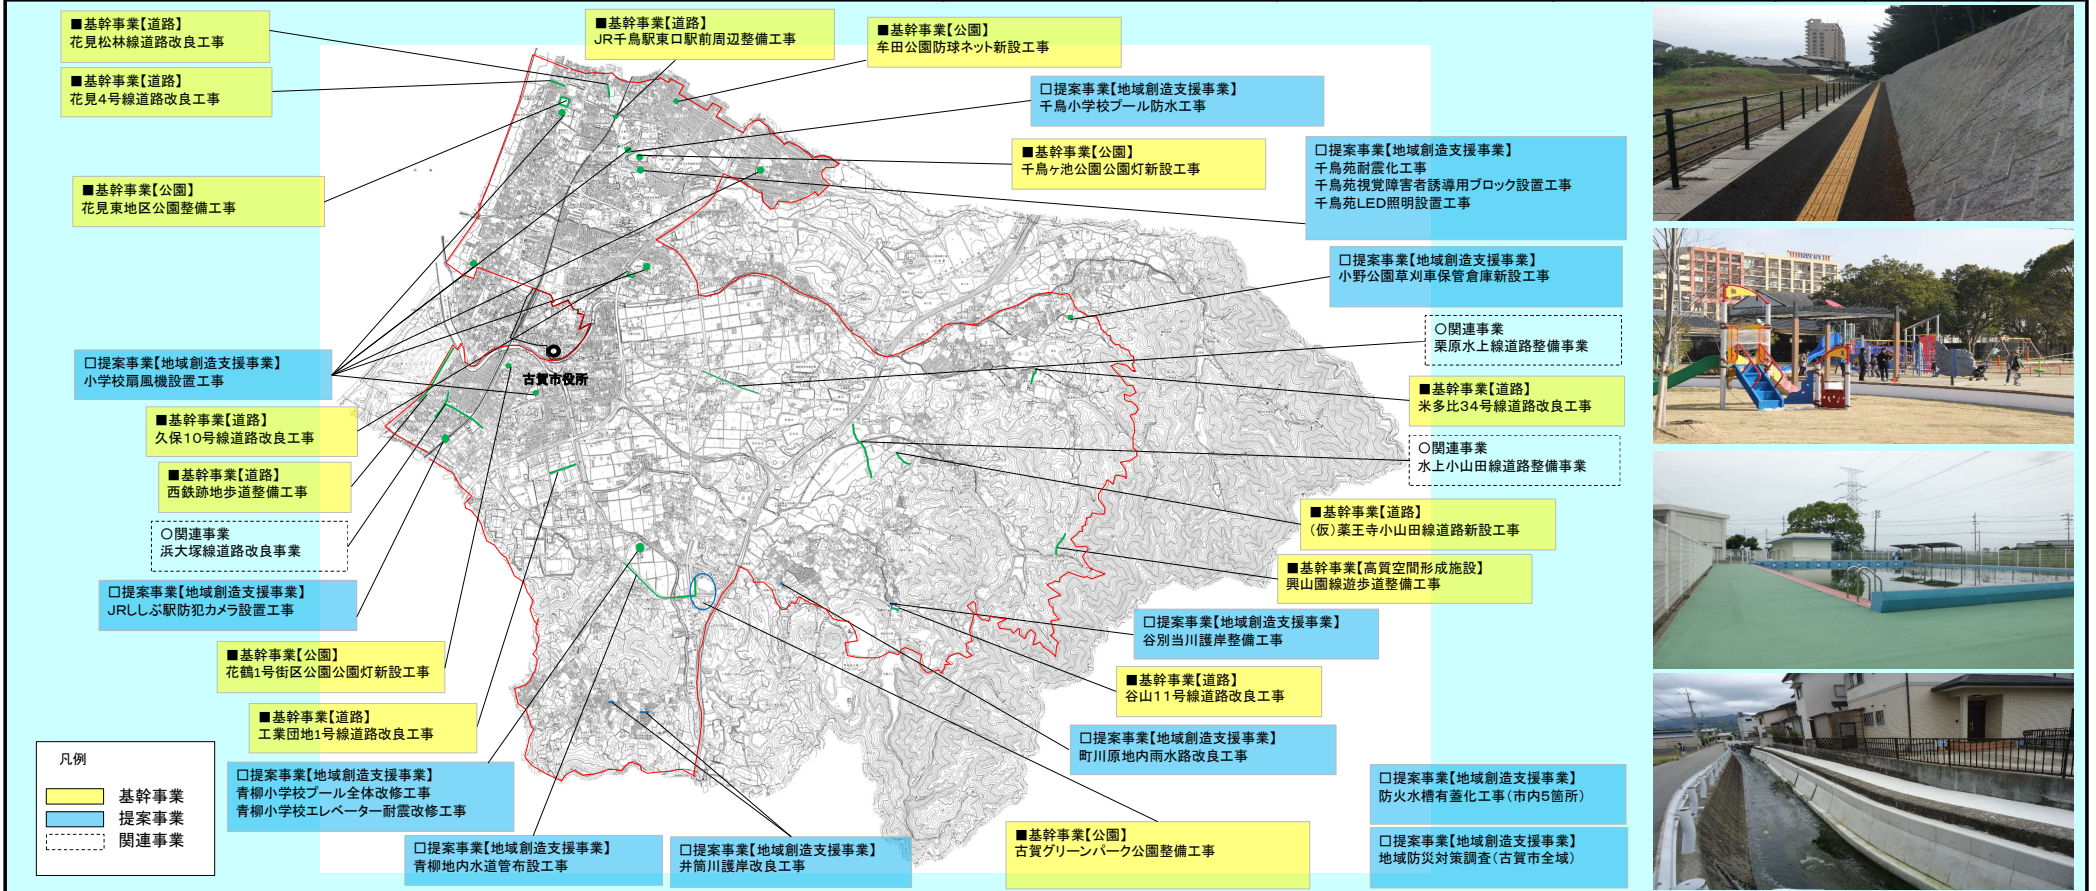 ■基幹事業【道路】
花見松林線道路改良工事
■基幹事業【道路】
JR千鳥駅東口駅前周辺整備工事
■基幹事業【公園】
牟田公園防球ネット新設工事
■基幹事業【道路】
花見4号線道路改良工事
□提案事業【地域創造支援事業】
千鳥小学校プール防水工事
■基幹事業【公園】
千鳥ヶ池公園公園灯新設工事
□提案事業【地域創造支援事業】
千鳥苑耐震化工事
千鳥苑視覚障害者誘導用ブロック設置工事
千鳥苑LED照明設置工事
■基幹事業【公園】
花見東地区公園整備工事
□提案事業【地域創造支援事業】
小野公園草刈車保管倉庫新設工事
○関連事業
栗原水上線道路整備事業
□提案事業【地域創造支援事業】
小学校扇風機設置工事
古賀市役所
■基幹事業【道路】
米多比34号線道路改良工事
■基幹事業【道路】
久保10号線道路改良工事
○関連事業
水上小山田線道路整備事業
■基幹事業【道路】
西鉄跡地歩道整備工事
■基幹事業【道路】
(仮)薬王寺小山田線道路新設工事
○関連事業
浜大塚線道路改良事業
■基幹事業【高質空間形成施設】
興山園線遊歩道整備工事
□提案事業【地域創造支援事業】
JRししぶ駅防犯カメラ設置工事
□提案事業【地域創造支援事業】
谷別当川護岸整備工事
■基幹事業【公園】
花鶴1号街区公園公園灯新設工事
■基幹事業【道路】
谷山11号線道路改良工事
■基幹事業【道路】
工業団地1号線道路改良工事
□提案事業【地域創造支援事業】
町川原地内雨水路改良工事
□提案事業【地域創造支援事業】
青柳小学校プール全体改修工事
青柳小学校エレベーター耐震改修工事
□提案事業【地域創造支援事業】
防火水槽有蓋化工事(市内5箇所)
■基幹事業【公園】
古賀グリーンパーク公園整備工事
□提案事業【地域創造支援事業】
地域防災対策調査(古賀市全域)
□提案事業【地域創造支援事業】
青柳地内水道管布設工事
□提案事業【地域創造支援事業】
井筒川護岸改良工事
凡例
基幹事業
提案事業
関連事業